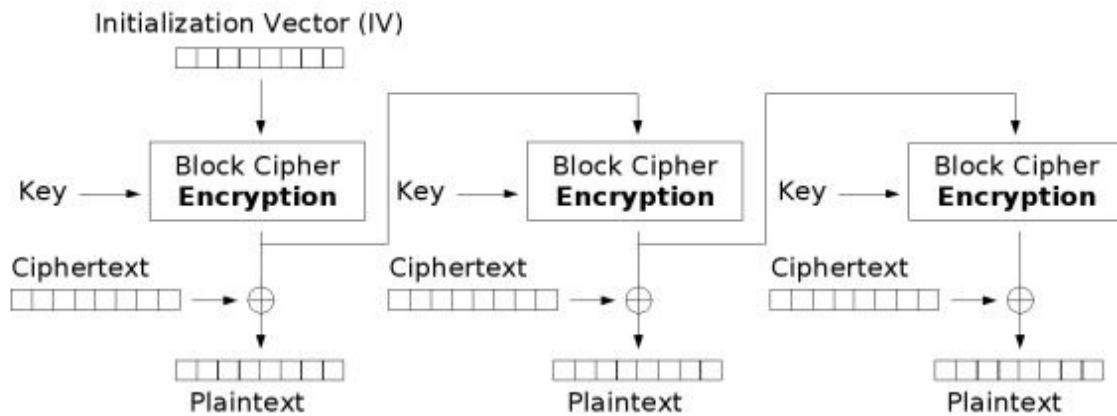 Initialization Vector (IV)
Key
Block Cipher
Encryption
Key
Block Cipher
Encryption
Key
Block Cipher
Encryption
Ciphertext
Ciphertext
Ciphertext
Plaintext
Plaintext
Plaintext